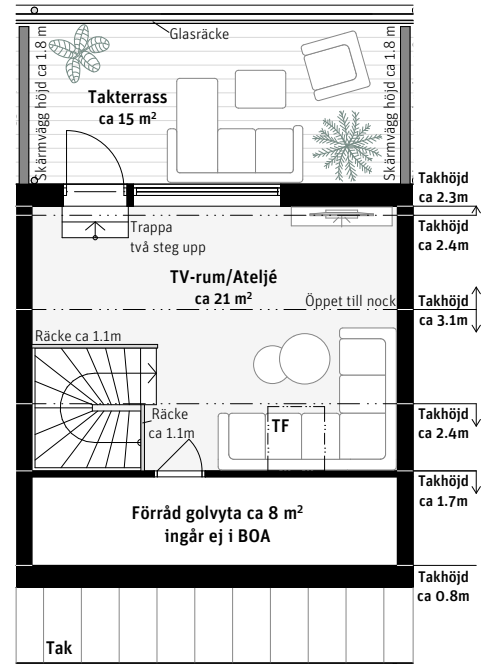 Glasräcke
Skärmvägg höjd ca 1.8 m
Skärmvägg höjd ca 1.8 m
Takterrass
ca 15 m²
Takhöjd
ca 2.3m
Trappa
två steg upp
Takhöjd
ca 2.4m
TV-rum/Ateljé
ca 21 m²
Öppet till nock
Takhöjd
ca 3.1m
Räcke ca 1.1m
Räcke
ca 1.1m
TF
Takhöjd
ca 2.4m
Takhöjd
ca 1.7m
Förråd golvyta ca 8 m²
ingår ej i BOA
Takhöjd
ca 0.8m
Tak